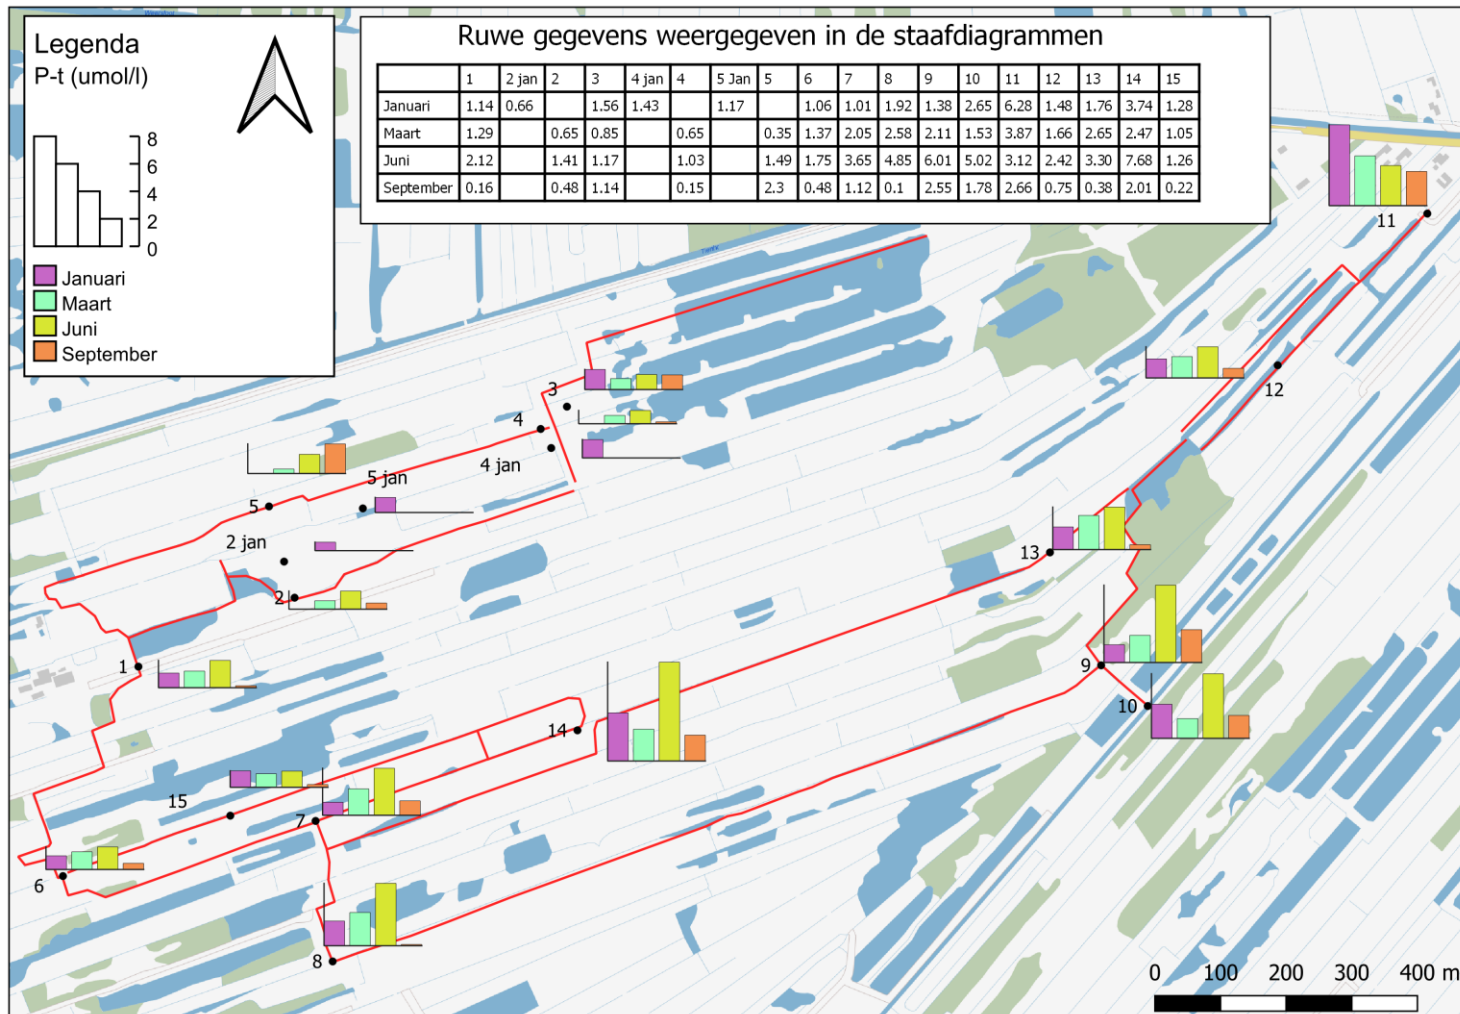 Legenda
P-t (umol/l)
8
6
4
2
0
Januari
Maart
Juni
September
Ruwe gegevens weergegeven in de staafdiagrammen
1 2 jan 2 3 4 jan 4 5 Jan 5 6 7 8 9 10 11 12 13 14 15
Januari 1.14 0.66 1.56 1.43 1.17 1.06 1.01 1.92 1.38 2.65 6.28 1.48 1.76 3.74 1.28
Maart 1.29 0.65 0.85 0.65 0.35 1.37 2.05 2.58 2.11 1.53 3.87 1.66 2.65 2.47 1.05
Juni 2.12 1.41 1.17 1.03 1.49 1.75 3.65 4.85 6.01 5.02 3.12 2.42 3.30 7.68 1.26
September 0.16 0.48 1.14 0.15 2.3 0.48 1.12 0.1 2.55 1.78 2.66 0.75 0.38 2.01 0.22
11
12
3
4
4 jan
5 jan
5
2 jan
13
2
1
9
10
14
15
7
6
8
0 100 200 300 400 m